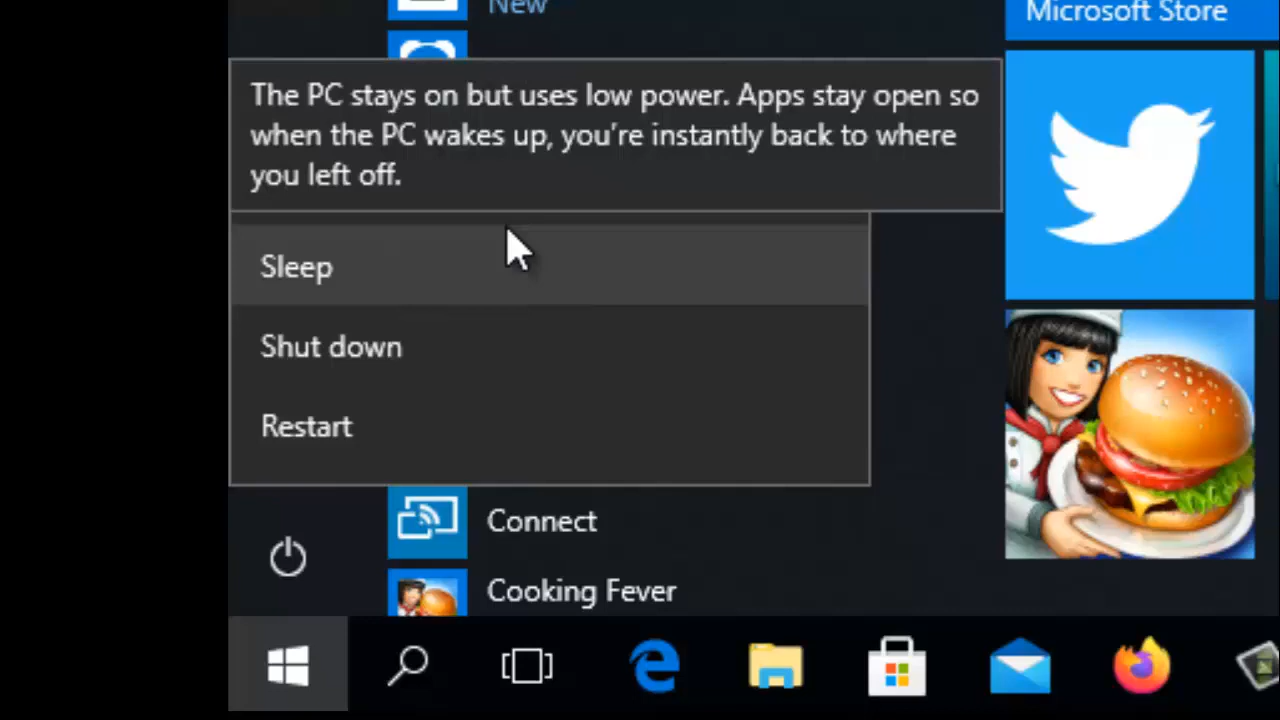 New
Microsoft Store
The PC stays on but uses low power. Apps stay open so
when the PC wakes up, you're instantly back to where
you left off.
Sleep
Shut down
Restart
Connect
Cooking Fever